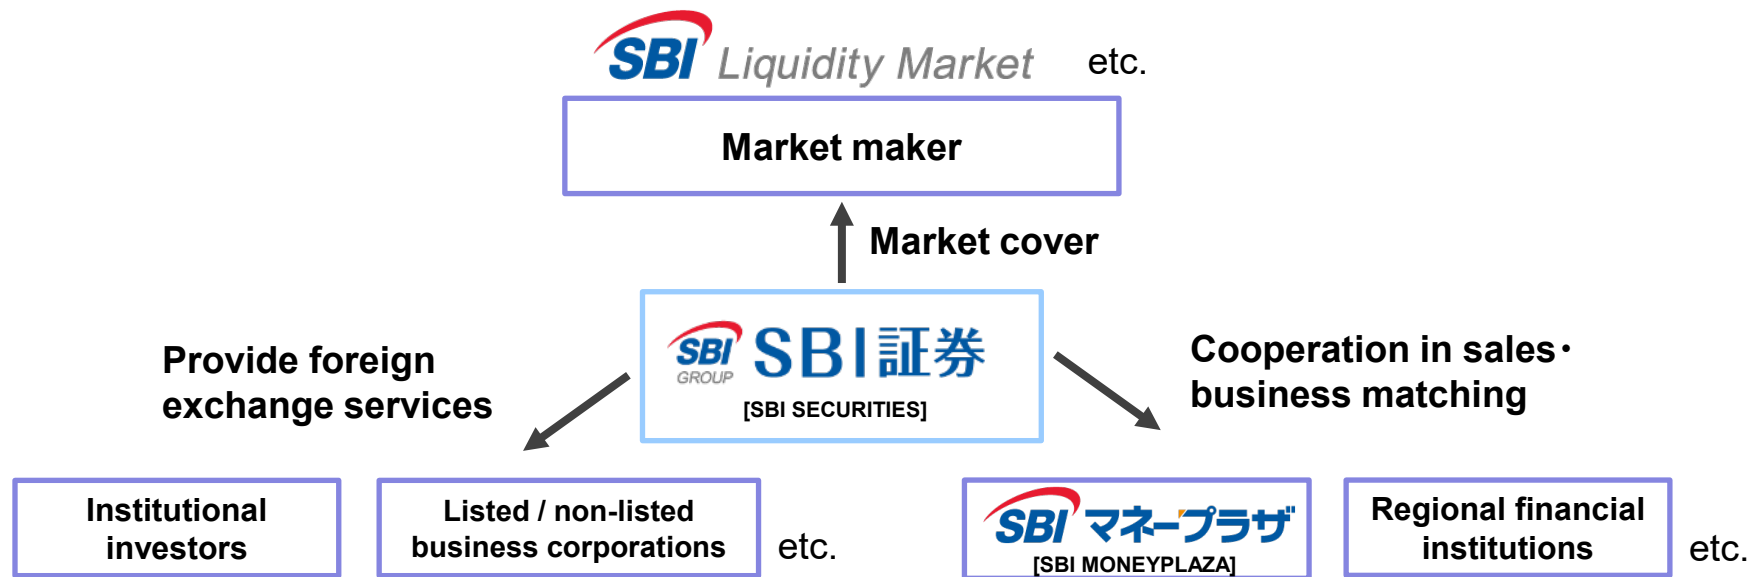 SBI Liquidity Market etc.
Market maker
Market cover
SBI GROUP SBI証券
[SBI SECURITIES]
Provide foreign
exchange services
Cooperation in sales・
business matching
Institutional
investors
Listed / non-listed
business corporations
etc.
SBI マネープラザ
[SBI MONEYPLAZA]
Regional financial
institutions
etc.